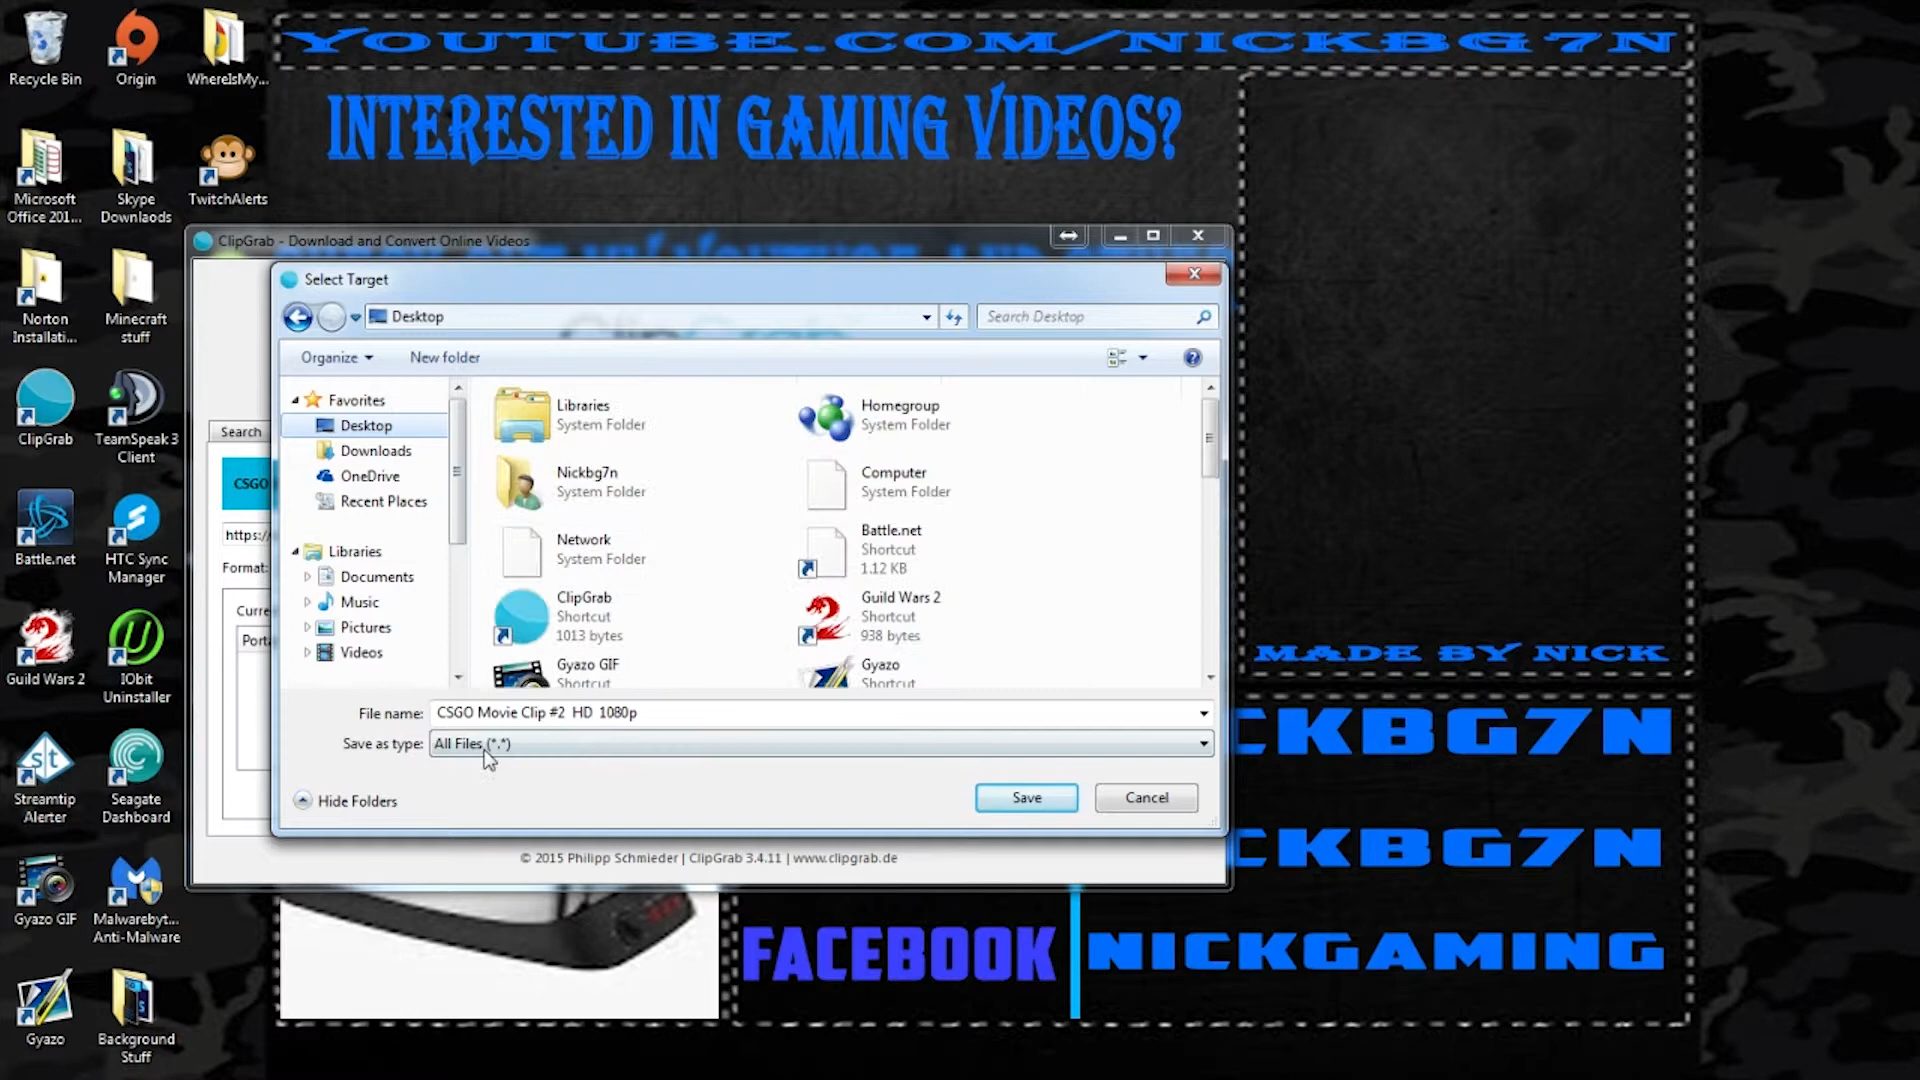 YOUTUBE.COM/NICKBG7N
INTERESTED IN GAMING VIDEOS?
Recycle Bin
Origin
WhereIsMy...
Microsoft
Office 201...
Skype
Downlaods
TwitchAlerts
Norton
Installati...
Minecraft
stuff
ClipGrab
TeamSpeak 3
Client
Battle.net
HTC Sync
Manager
Guild Wars 2
IObit
Uninstaller
Streamtip
Alerter
Seagate
Dashboard
Gyazo GIF
Malwarebyt...
Anti-Malware
Gyazo
Background
Stuff
ClipGrab - Download and Convert Online Videos
Search
CSGO
https:/
Format:
Curre
Porta
Select Target
Desktop
Search Desktop
Organize
New folder
Favorites
Desktop
Downloads
OneDrive
Recent Places
Libraries
Documents
Music
Pictures
Videos
Libraries
System Folder
Homegroup
System Folder
Nickbg7n
System Folder
Computer
System Folder
Network
System Folder
Battle.net
Shortcut
1.12 KB
ClipGrab
Shortcut
1013 bytes
Guild Wars 2
Shortcut
938 bytes
Gyazo GIF
Shortcut
Gyazo
Shortcut
File name: CSGO Movie Clip #2 HD 1080p
Save as type: All Files (*.*)
Hide Folders
Save
Cancel
© 2015 Philipp Schmieder | ClipGrab 3.4.11 | www.clipgrab.de
MADE BY NICK
CKBG7N
CKBG7N
FACEBOOK
NICKGAMING